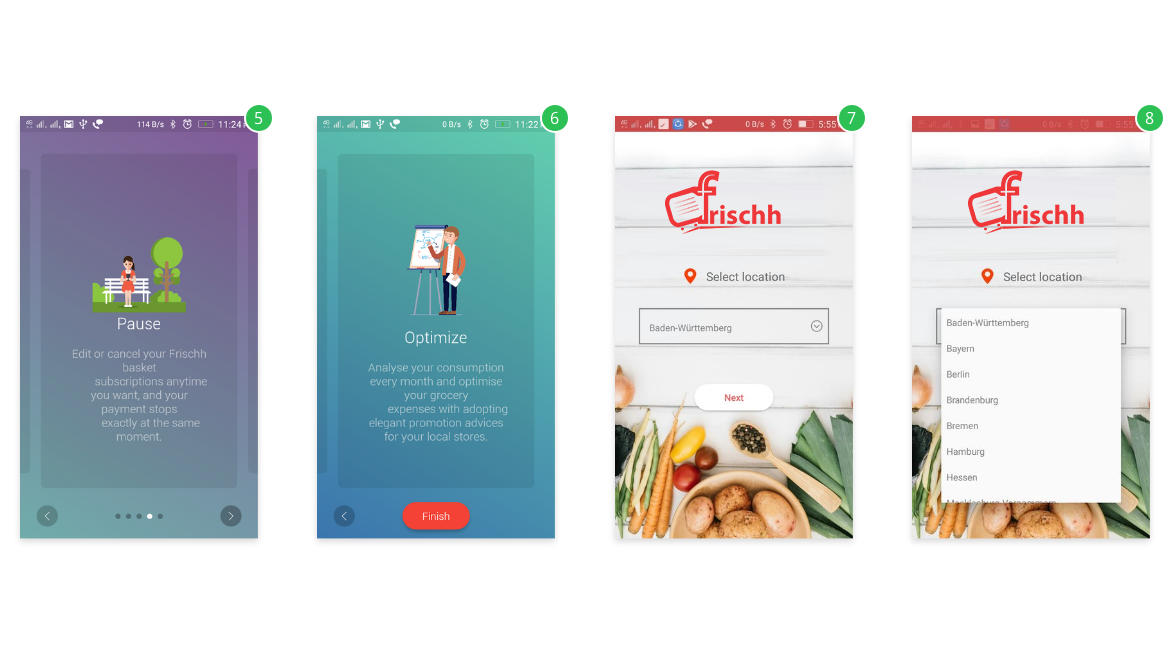 114 B/s 11:24
5
Pause
Edit or cancel your Frischh
basket
subscriptions anytime
you want, and your
payment stops
exactly at the same
moment.
0 B/s 11:22
6
Optimize
Analyse your consumption
every month and optimise
your grocery
expenses with adopting
elegant promotion advices
for your local stores.
Finish
0 B/s 5:55
7
frischh
Select location
Baden-Württemberg
Next
0 B/s 5:55
8
frischh
Select location
Baden-Württemberg
Bayern
Berlin
Brandenburg
Bremen
Hamburg
Hessen